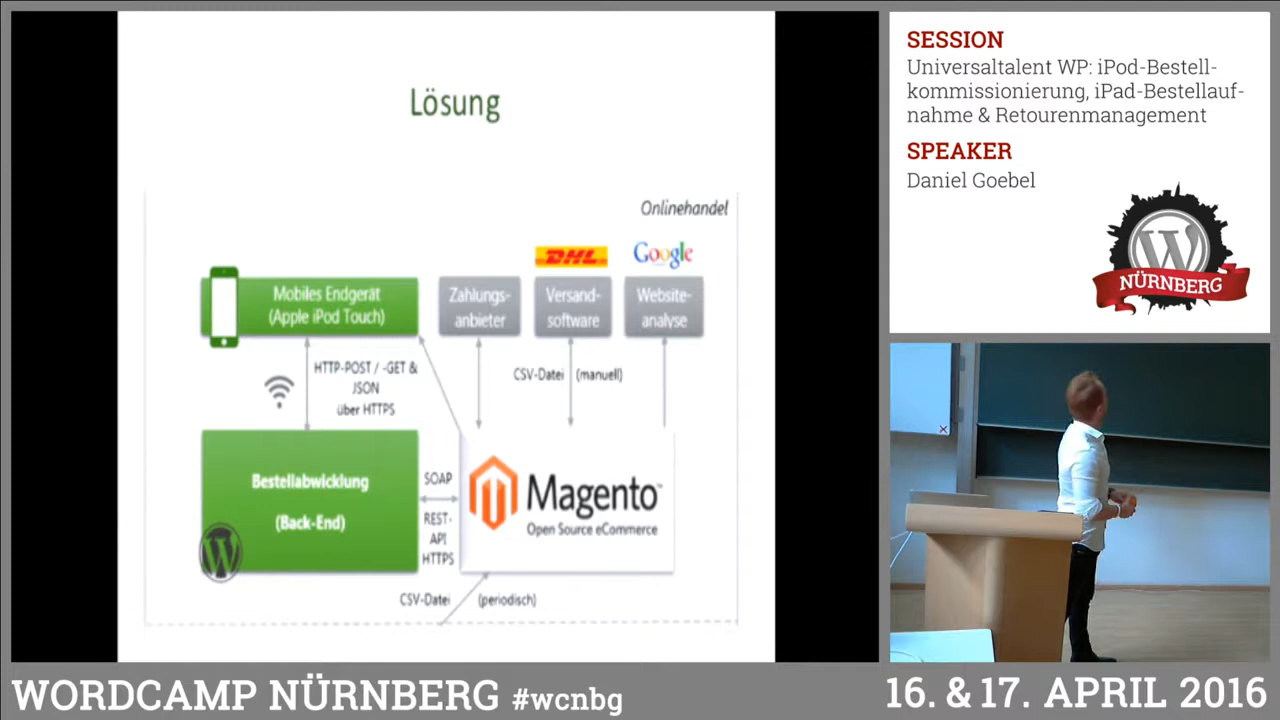 Lösung
Onlinehandel
DHL
Google
Mobiles Endgerät
(Apple iPod Touch)
Zahlungs-
anbieter
Versand-
software
Website-
analyse
HTTP-POST / -GET &
JSON
über HTTPS
CSV-Datei (manuell)
Bestellabwicklung
(Back-End)
SOAP
REST-
API
HTTPS
Magento™
Open Source eCommerce
CSV-Datei (periodisch)
SESSION
Universaltalent WP: iPod-Bestell-
kommissionierung, iPad-Bestellauf-
nahme & Retourenmanagement
SPEAKER
Daniel Goebel
W
NÜRNBERG
WORDCAMP NÜRNBERG #wcnbg
16. & 17. APRIL 2016